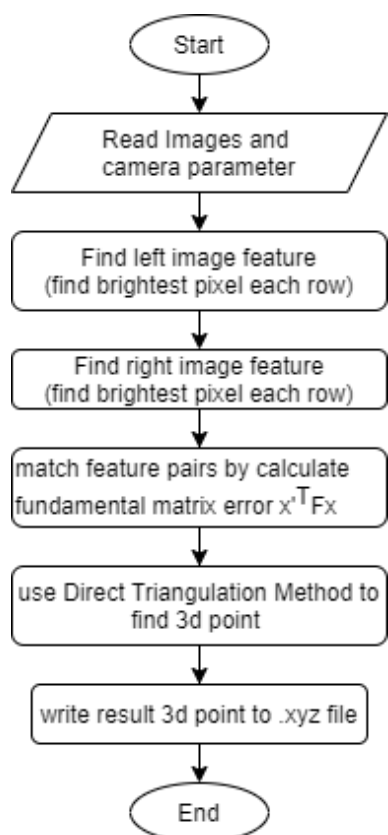 Start
Read Images and
camera parameter
Find left image feature
(find brightest pixel each row)
Find right image feature
(find brightest pixel each row)
match feature pairs by calculate
fundamental matrix error x'ᵀFx
use Direct Triangulation Method to
find 3d point
write result 3d point to .xyz file
End